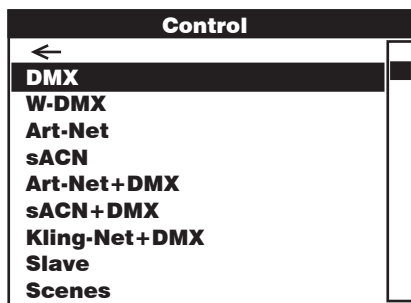 Control
←
DMX
W-DMX
Art-Net
sACN
Art-Net+DMX
sACN+DMX
Kling-Net+DMX
Slave
Scenes